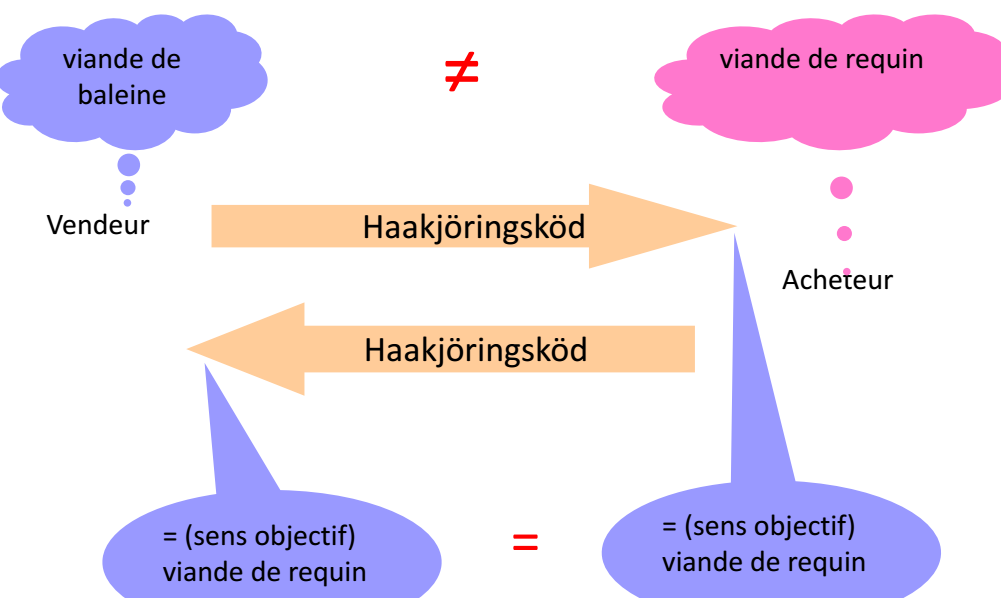 viande de
baleine
≠
viande de requin
Vendeur
Haakjöringsköd
Acheteur
Haakjöringsköd
= (sens objectif)
viande de requin
=
= (sens objectif)
viande de requin